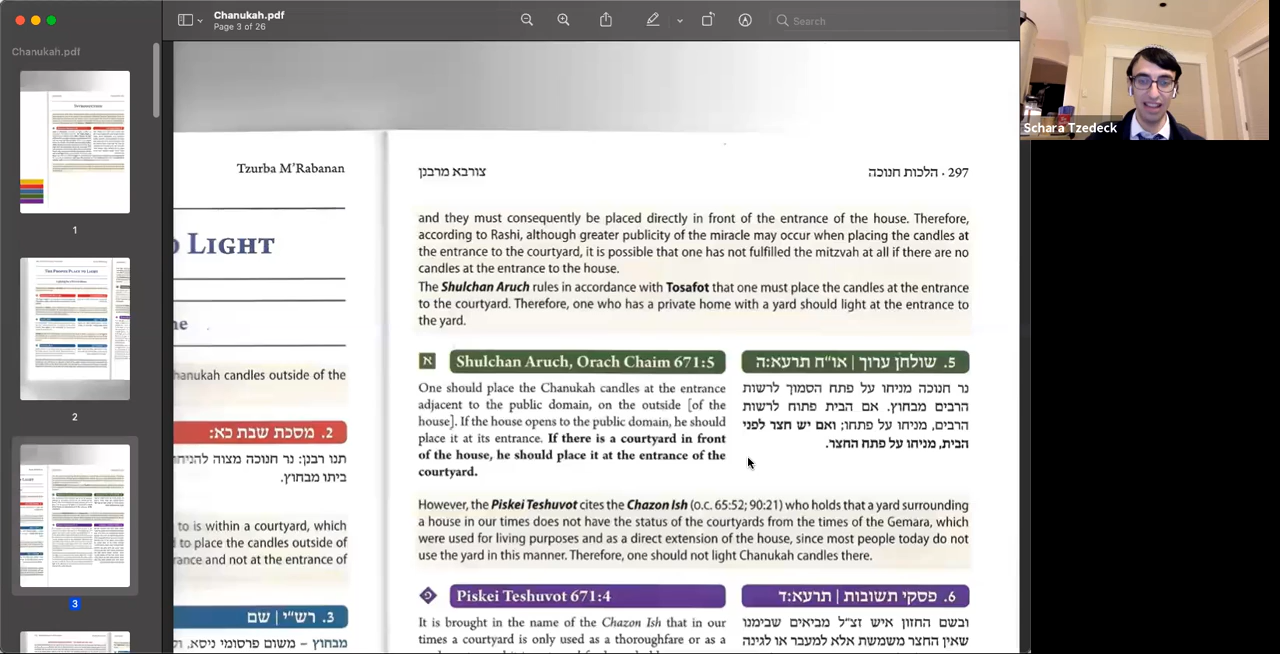 Chanukah.pdf
Page 3 of 26
Search
Chanukah.pdf
1
2
3
Schara Tzedeck
Tzurba M'Rabanan
LIGHT
hanukah candles outside of the
2. מסכת שבת כא:
תנו רבנן: נר חנוכה מצוה להניחה
ביתו מבחוץ.
to is within a courtyard, which
to place the candles outside of
rance and not at the entrance of
3. רש"י | שם
מבחוץ – משום פרסומי ניסא,
צורבא מרבנן
297 · הלכות חנוכה
and they must consequently be placed directly in front of the entrance of the house. Therefore,
according to Rashi, although greater publicity of the miracle may occur when placing the candles at
the entrance to the courtyard, it is possible that one has not fulfilled the mitzvah at all if there are no
candles at the entrance to the house.
The Shulchan Aruch rules in accordance with Tosafot that one must place the candles at the entrance
to the courtyard. Therefore, one who has a private home with a yard should light at the entrance to
the yard.
א Shulchan Aruch, Orach Chaim 671:5
One should place the Chanukah candles at the entrance
adjacent to the public domain, on the outside [of the
house]. If the house opens to the public domain, he should
place it at its entrance. If there is a courtyard in front
of the house, he should place it at the entrance of the
courtyard.
5. שולחן ערוך | או"ח תרעא:ה
נר חנוכה מניחו על פתח הסמוך לרשות
הרבים מבחוץ. אם הבית פתוח לרשות
הרבים, מניחו על פתחו; ואם יש חצר לפני
הבית, מניחו על פתח החצר.
However, the Piskei Teshuvot cites the Chazon Ish (o.c. 65:52; 90:21) who holds that a yard surrounding
a house in our times does not have the status of the courtyards from the times of the Gemara, which
were used for living purposes and as a direct extension of the house, since most people today do not
use the yard in this manner. Therefore, one should not light Chanukah candles there.
Piskei Teshuvot 671:4
It is brought in the name of the Chazon Ish that in our
times a courtyard is only used as a thoroughfare or as a
6. פסקי תשובות | תרעא:ד
ובשם החזון איש זצ"ל מביאים שבימינו
שאין החצר משמשת אלא למעבר או לגינה